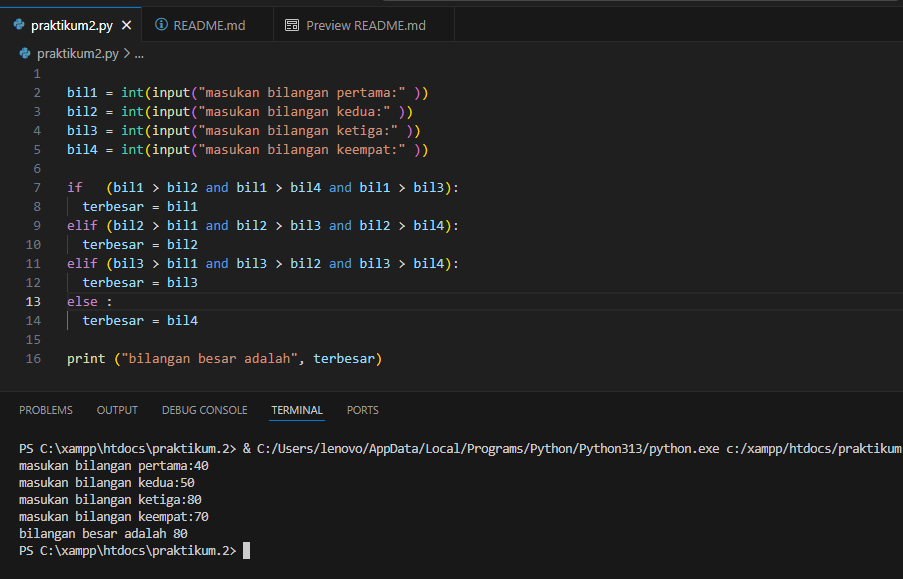 praktikum2.py README.md Preview README.md
praktikum2.py > ...
1
2 bil1 = int(input("masukan bilangan pertama:" ))
3 bil2 = int(input("masukan bilangan kedua:" ))
4 bil3 = int(input("masukan bilangan ketiga:" ))
5 bil4 = int(input("masukan bilangan keempat:" ))
6
7 if   (bil1 > bil2 and bil1 > bil4 and bil1 > bil3):
8   terbesar = bil1
9 elif (bil2 > bil1 and bil2 > bil3 and bil2 > bil4):
10   terbesar = bil2
11 elif (bil3 > bil1 and bil3 > bil2 and bil3 > bil4):
12   terbesar = bil3
13 else :
14   terbesar = bil4
15
16 print ("bilangan besar adalah", terbesar)
PROBLEMS OUTPUT DEBUG CONSOLE TERMINAL PORTS
PS C:\xampp\htdocs\praktikum.2> & C:/Users/lenovo/AppData/Local/Programs/Python/Python313/python.exe c:/xampp/htdocs/praktikum
masukan bilangan pertama:40
masukan bilangan kedua:50
masukan bilangan ketiga:80
masukan bilangan keempat:70
bilangan besar adalah 80
PS C:\xampp\htdocs\praktikum.2>